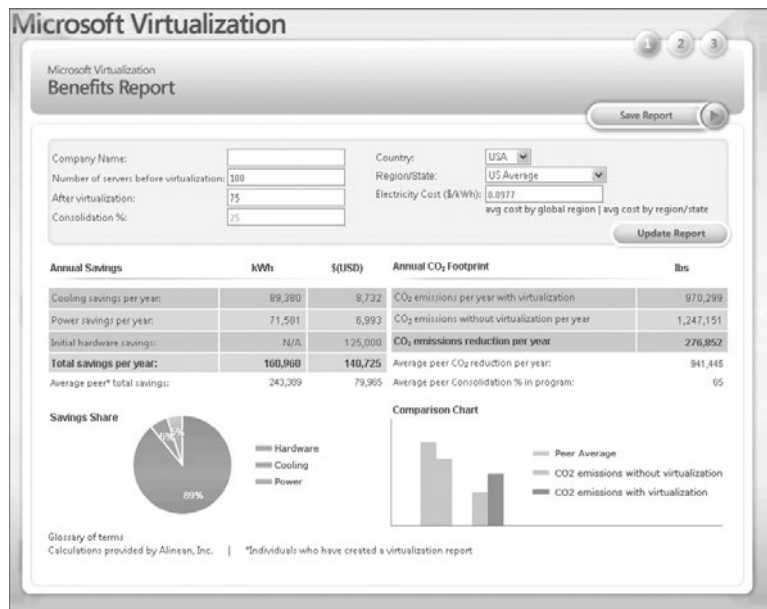 Microsoft Virtualization
1 2 3
Microsoft Virtualization
Benefits Report
Save Report
Company Name:
Number of servers before virtualization: 100
After virtualization: 75
Consolidation %: 25
Country: USA
Region/State: US Average
Electricity Cost ($/kWh): 0.0977
avg cost by global region | avg cost by region/state
Update Report
Annual Savings kWh $(USD)
Cooling savings per year: 89,380 8,732
Power savings per year: 71,581 6,993
Initial hardware savings: N/A 125,000
Total savings per year: 160,960 140,725
Average peer* total savings: 243,389 79,965
Annual CO₂ Footprint lbs
CO₂ emissions per year with virtualization 970,299
CO₂ emissions without virtualization per year 1,247,151
CO₂ emissions reduction per year 276,852
Average peer CO₂ reduction per year: 941,445
Average peer Consolidation % in program: 65
Savings Share
6% 5%
89%
Hardware
Cooling
Power
Comparison Chart
Peer Average
CO2 emissions without virtualization
CO2 emissions with virtualization
Glossary of terms
Calculations provided by Alinean, Inc. | *Individuals who have created a virtualization report